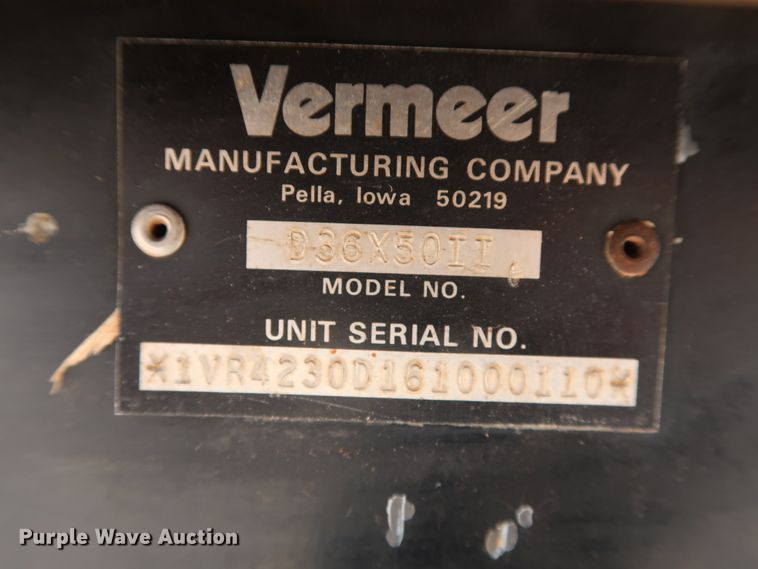 Vermeer
MANUFACTURING COMPANY
Pella, Iowa 50219
D36X50II
MODEL NO.
UNIT SERIAL NO.
*1VR4230D161000110*
Purple Wave Auction